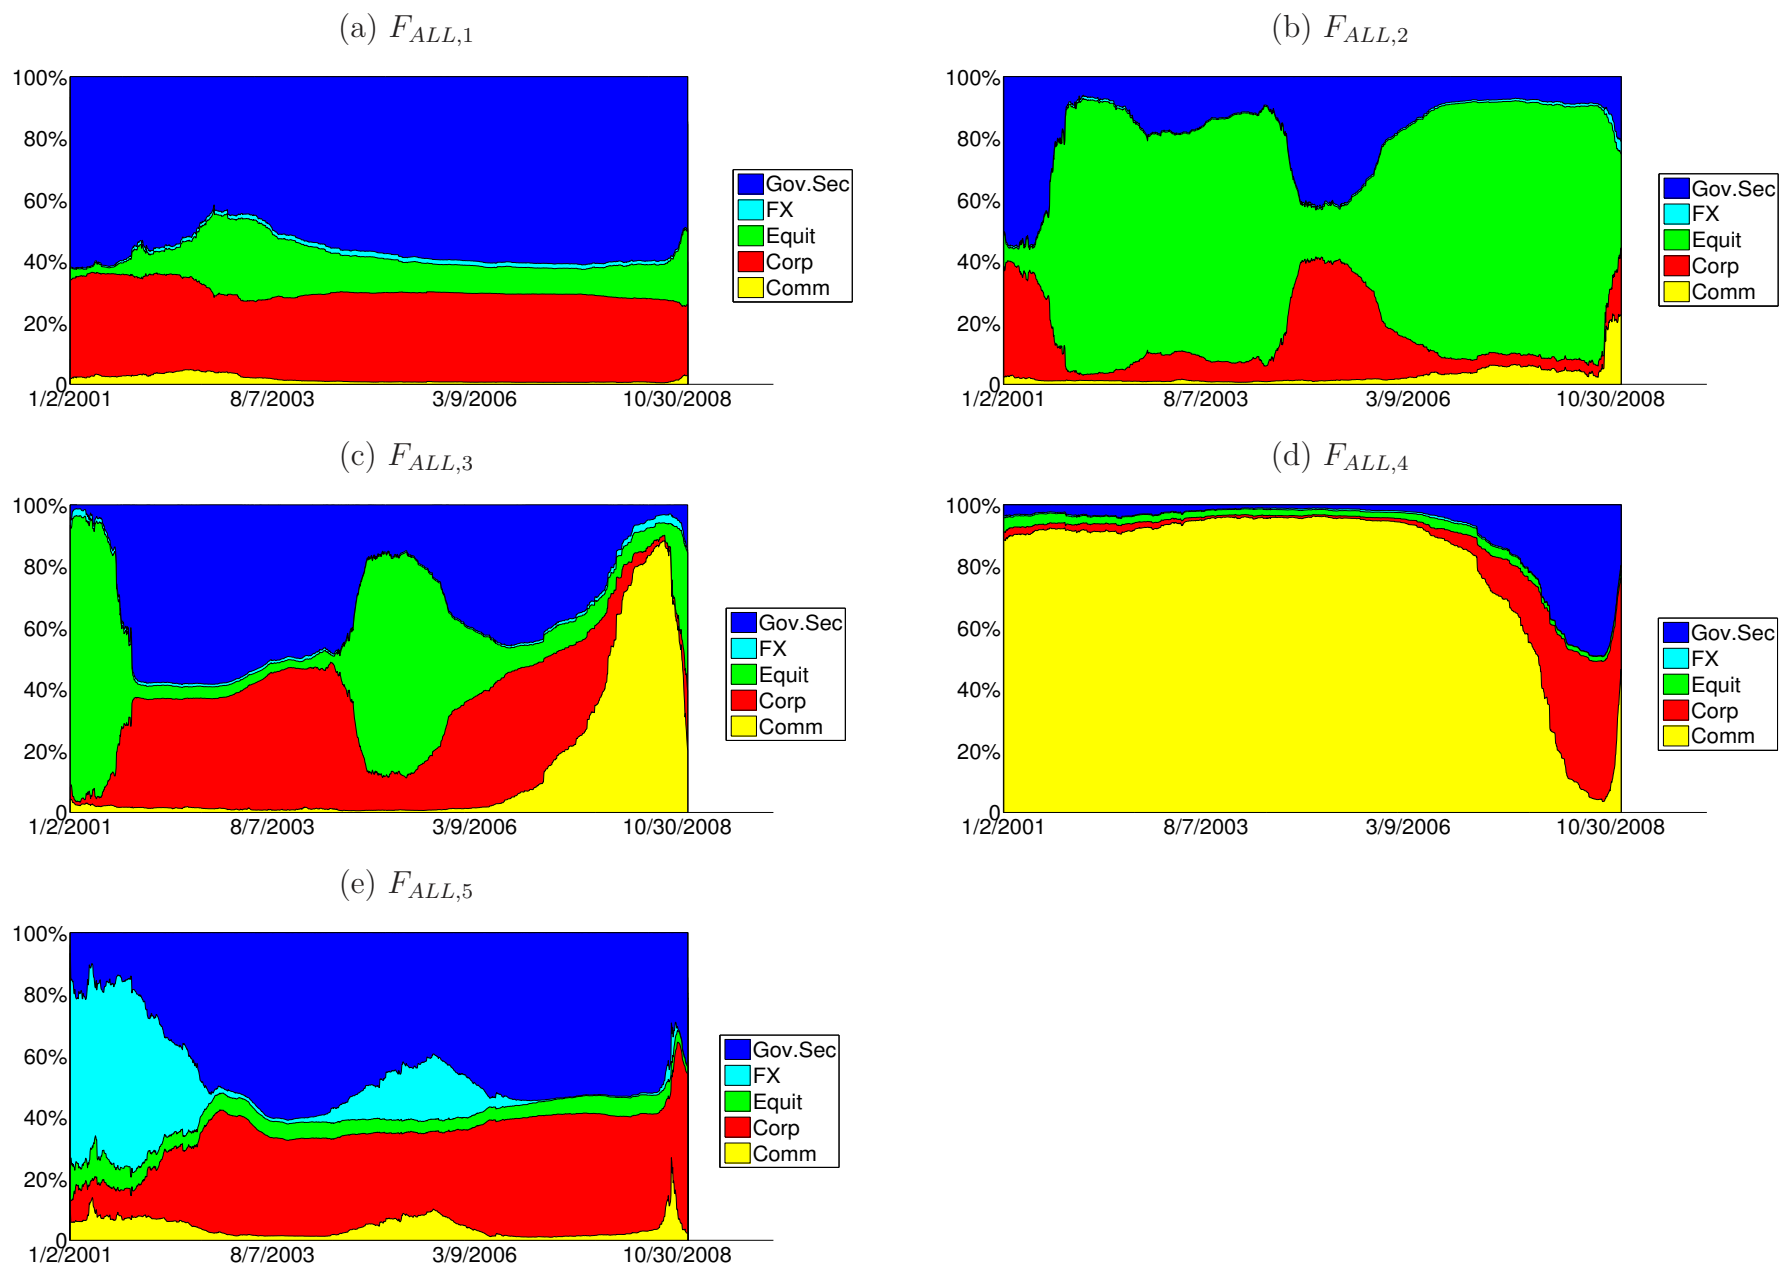 (a) F_{ALL,1}
100%
80%
60%
40%
20%
0
1/2/2001 8/7/2003 3/9/2006 10/30/2008
Gov.Sec
FX
Equit
Corp
Comm
(b) F_{ALL,2}
100%
80%
60%
40%
20%
0
1/2/2001 8/7/2003 3/9/2006 10/30/2008
Gov.Sec
FX
Equit
Corp
Comm
(c) F_{ALL,3}
100%
80%
60%
40%
20%
0
1/2/2001 8/7/2003 3/9/2006 10/30/2008
Gov.Sec
FX
Equit
Corp
Comm
(d) F_{ALL,4}
100%
80%
60%
40%
20%
0
1/2/2001 8/7/2003 3/9/2006 10/30/2008
Gov.Sec
FX
Equit
Corp
Comm
(e) F_{ALL,5}
100%
80%
60%
40%
20%
0
1/2/2001 8/7/2003 3/9/2006 10/30/2008
Gov.Sec
FX
Equit
Corp
Comm